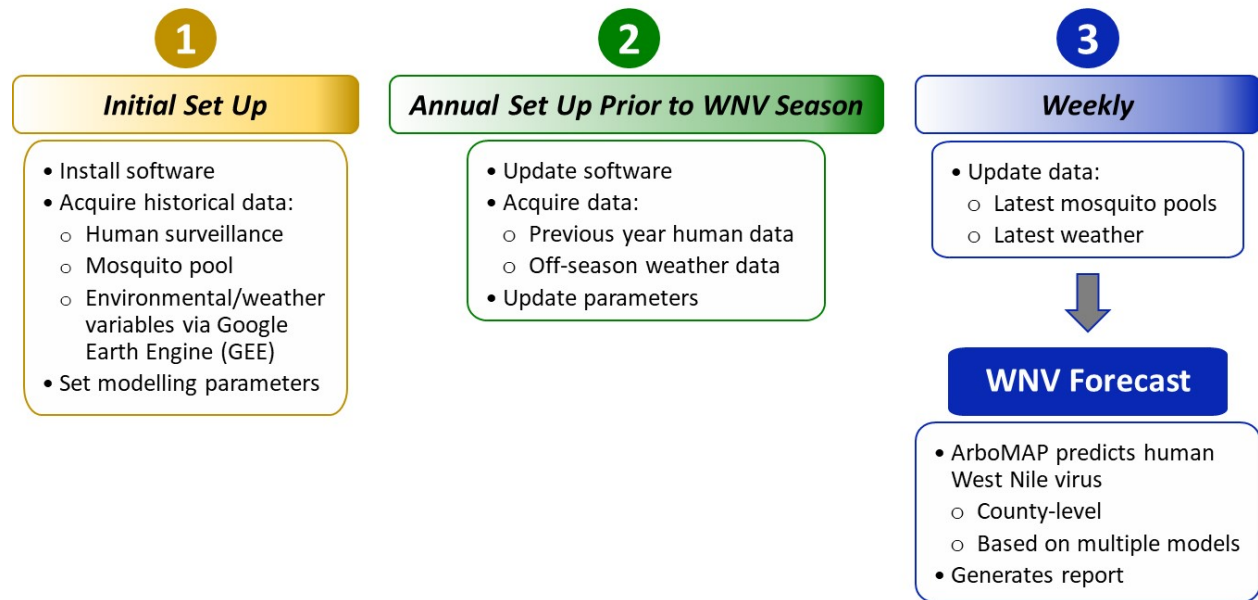 1
Initial Set Up
• Install software
• Acquire historical data:
o Human surveillance
o Mosquito pool
o Environmental/weather
variables via Google
Earth Engine (GEE)
• Set modelling parameters
2
Annual Set Up Prior to WNV Season
• Update software
• Acquire data:
o Previous year human data
o Off-season weather data
• Update parameters
3
Weekly
• Update data:
o Latest mosquito pools
o Latest weather
WNV Forecast
• ArboMAP predicts human
West Nile virus
o County-level
o Based on multiple models
• Generates report